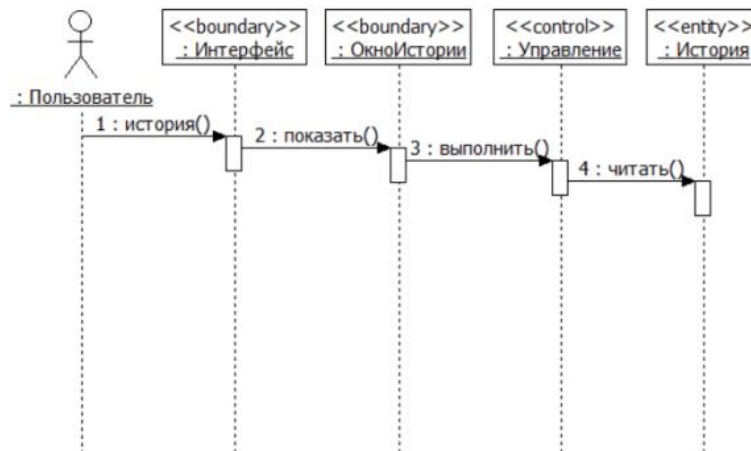 <<boundary>>
: Интерфейс
<<boundary>>
: ОкноИстории
<<control>>
: Управление
<<entity>>
: История
: Пользователь
1 : история()
2 : показать()
3 : выполнить()
4 : читать()